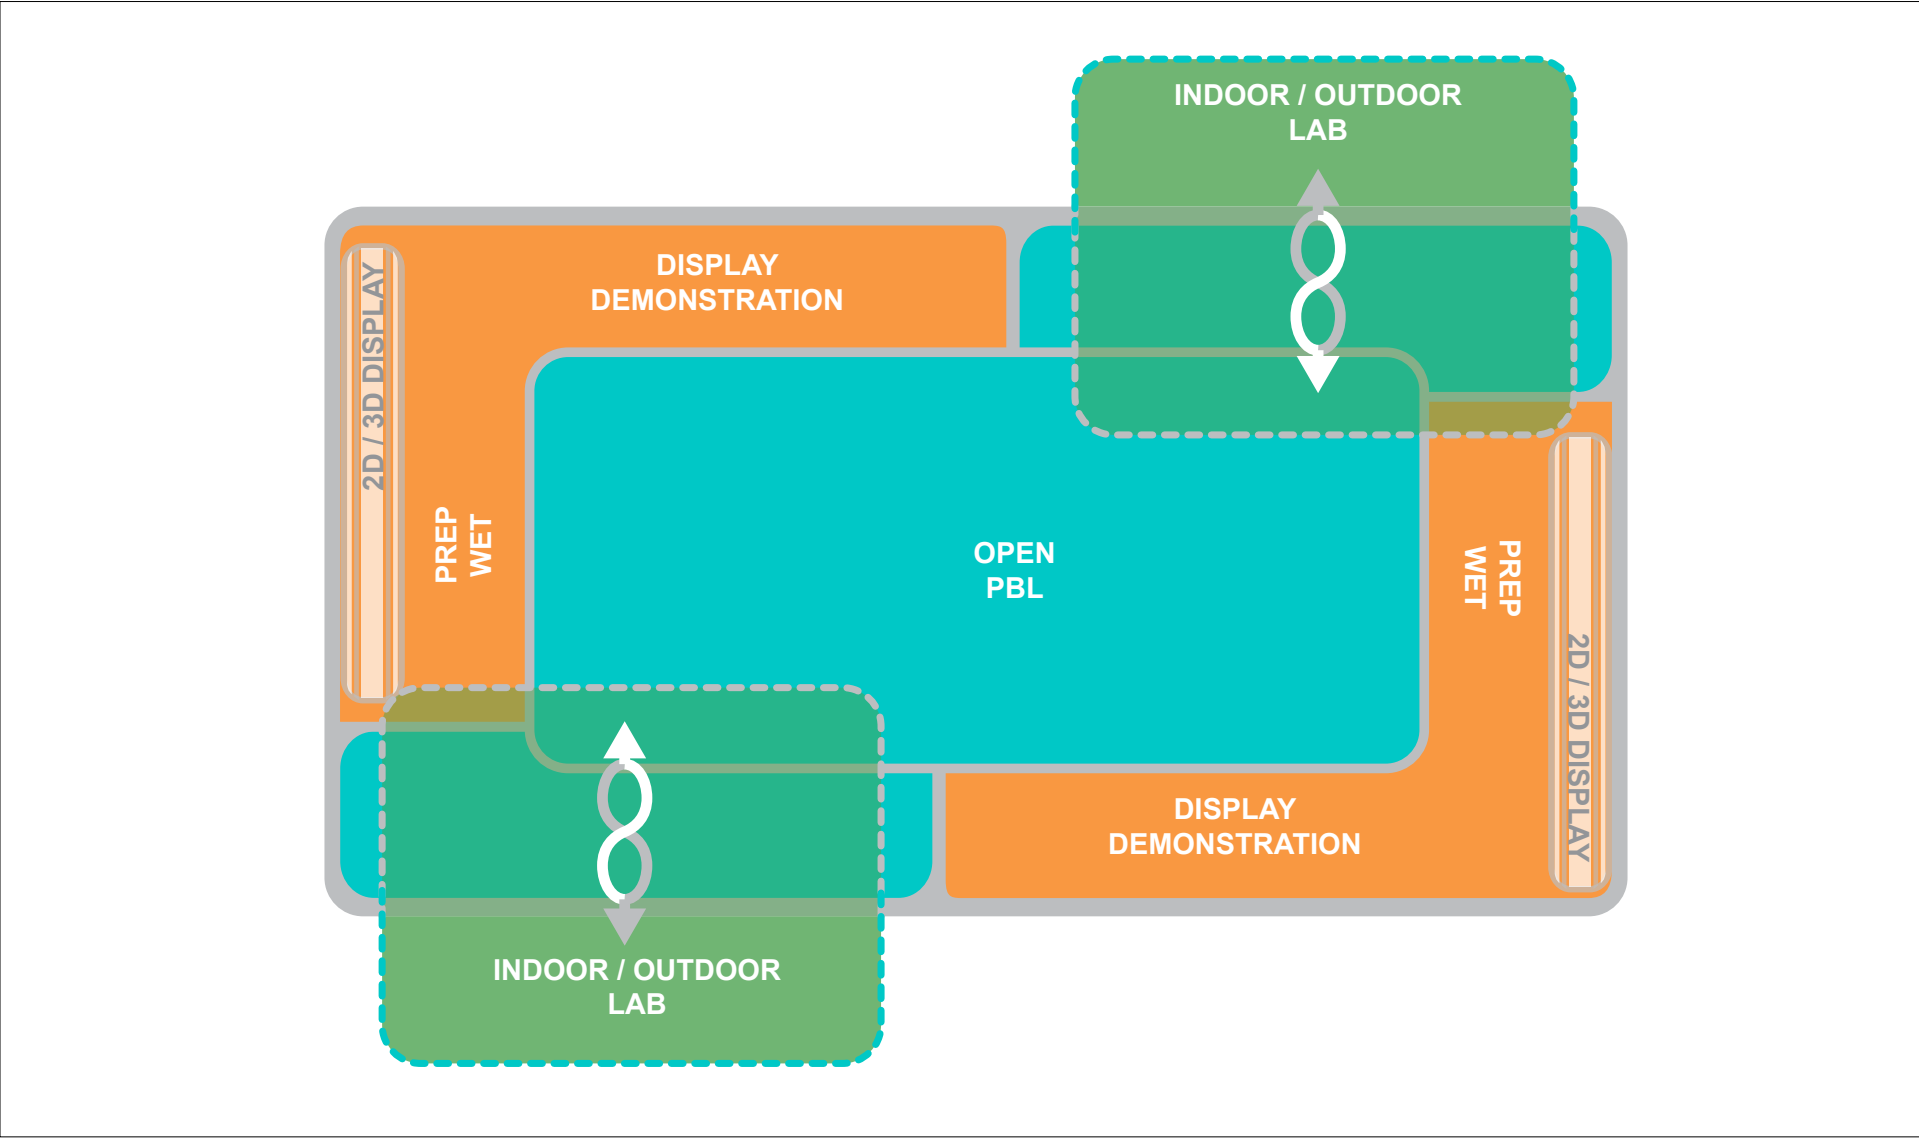 INDOOR / OUTDOOR
LAB
DISPLAY
DEMONSTRATION
2D / 3D DISPLAY
PREP
WET
OPEN
PBL
PREP
WET
2D / 3D DISPLAY
DISPLAY
DEMONSTRATION
INDOOR / OUTDOOR
LAB